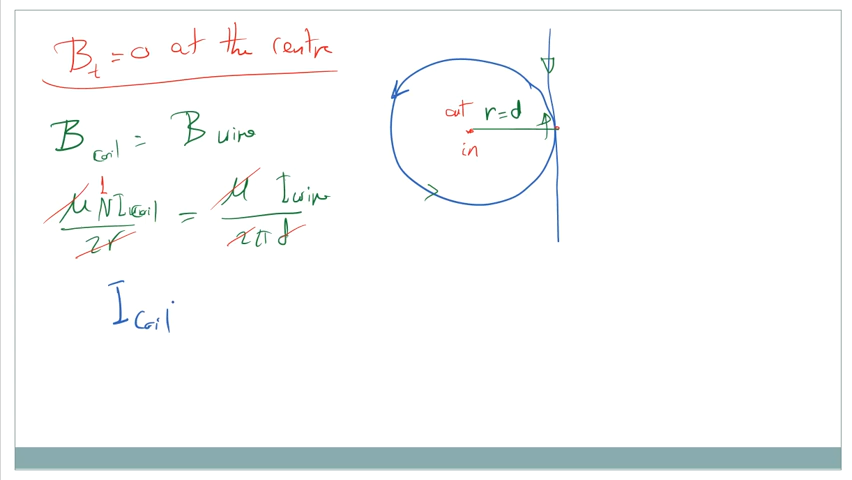 B_t = 0 at the centre
B_coil = B_wire
μ N I_coil / 2r = μ I_wire / 2π d
1
I_coil
out r = d
in